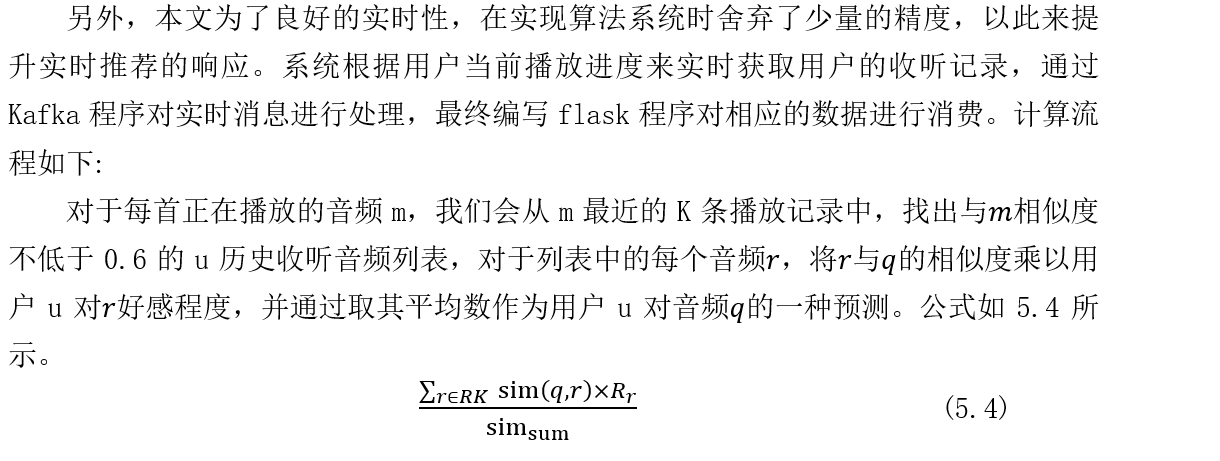 另外，本文为了良好的实时性，在实现算法系统时舍弃了少量的精度，以此来提
升实时推荐的响应。系统根据用户当前播放进度来实时获取用户的收听记录，通过
Kafka 程序对实时消息进行处理，最终编写 flask 程序对相应的数据进行消费。计算流
程如下:
对于每首正在播放的音频 m，我们会从 m 最近的 K 条播放记录中，找出与m相似度
不低于 0.6 的 u 历史收听音频列表，对于列表中的每个音频r，将r与q的相似度乘以用
户 u 对r好感程度，并通过取其平均数作为用户 u 对音频q的一种预测。公式如 5.4 所
示。
∑r∈RK sim(q,r)×Rr
simsum
(5.4)